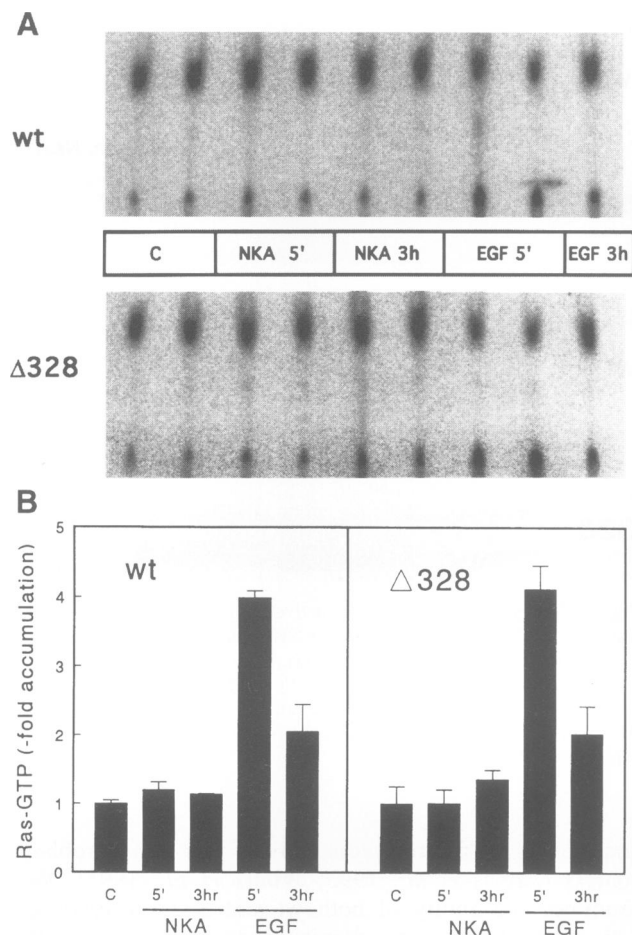 A
wt
C NKA 5' NKA 3h EGF 5' EGF 3h
Δ328
B
Ras-GTP (-fold accumulation)
5
4
3
2
1
0
wt
△328
C 5' 3hr 5' 3hr C 5' 3hr 5' 3hr
NKA EGF NKA EGF